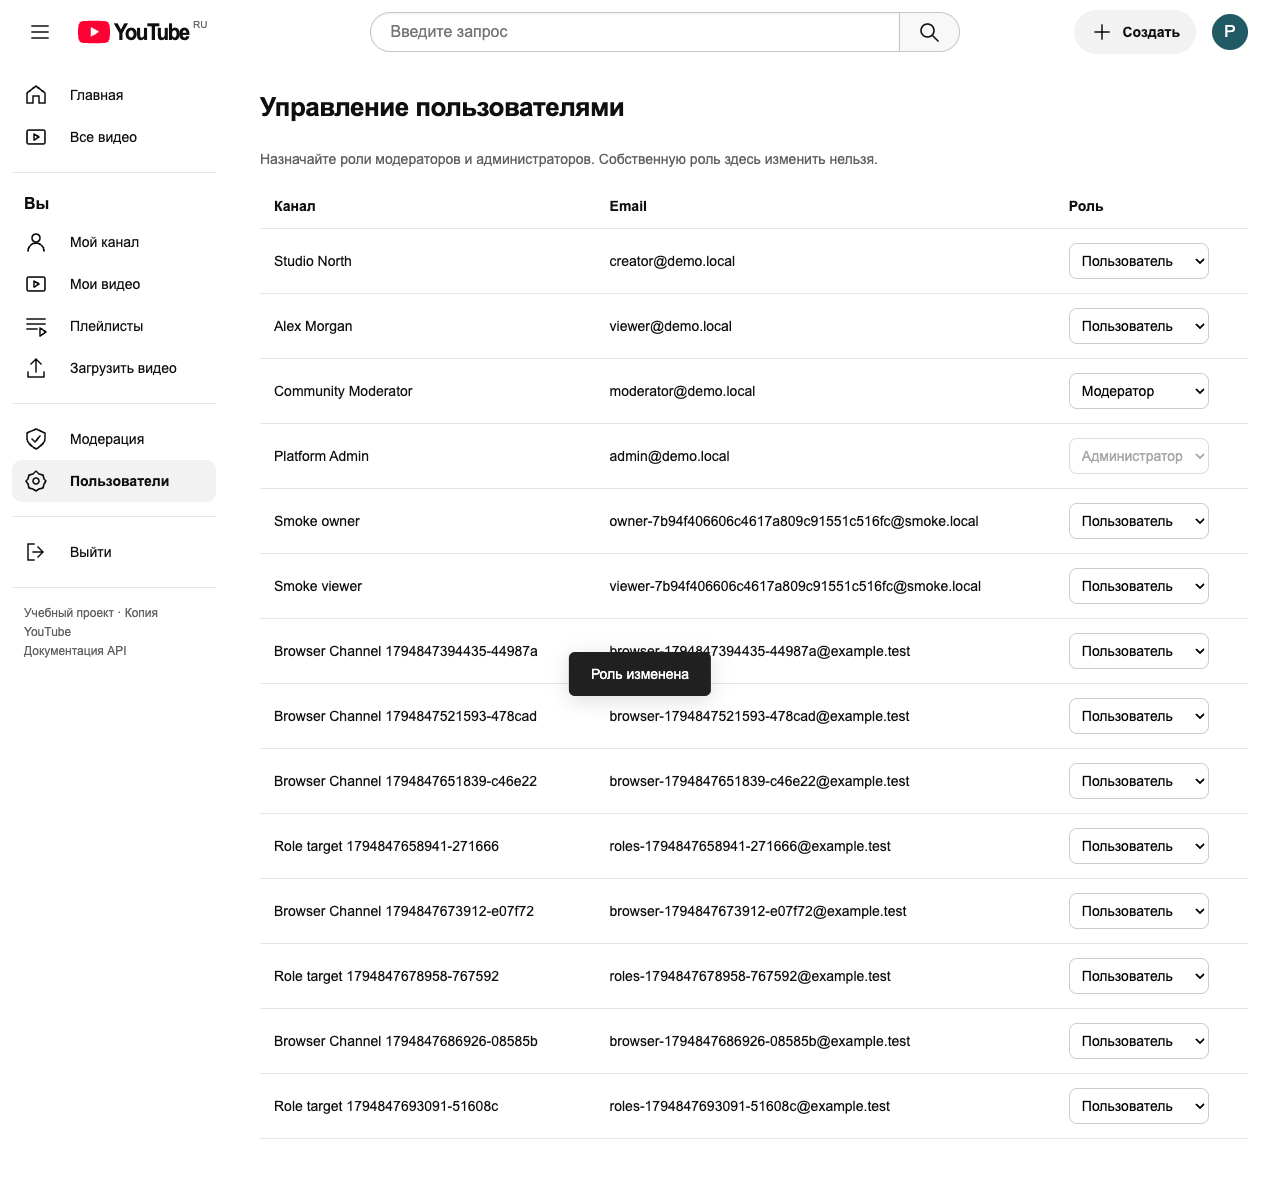 YouTube RU
Введите запрос
Создать
P
Главная
Все видео
Вы
Мой канал
Мои видео
Плейлисты
Загрузить видео
Модерация
Пользователи
Выйти
Учебный проект · Копия
YouTube
Документация API
Управление пользователями
Назначайте роли модераторов и администраторов. Собственную роль здесь изменить нельзя.
Канал Email Роль
Studio North creator@demo.local Пользователь
Alex Morgan viewer@demo.local Пользователь
Community Moderator moderator@demo.local Модератор
Platform Admin admin@demo.local Администратор
Smoke owner owner-7b94f406606c4617a809c91551c516fc@smoke.local Пользователь
Smoke viewer viewer-7b94f406606c4617a809c91551c516fc@smoke.local Пользователь
Browser Channel 1794847394435-44987a browser-1794847394435-44987a@example.test Пользователь
Роль изменена
Browser Channel 1794847521593-478cad browser-1794847521593-478cad@example.test Пользователь
Browser Channel 1794847651839-c46e22 browser-1794847651839-c46e22@example.test Пользователь
Role target 1794847658941-271666 roles-1794847658941-271666@example.test Пользователь
Browser Channel 1794847673912-e07f72 browser-1794847673912-e07f72@example.test Пользователь
Role target 1794847678958-767592 roles-1794847678958-767592@example.test Пользователь
Browser Channel 1794847686926-08585b browser-1794847686926-08585b@example.test Пользователь
Role target 1794847693091-51608c roles-1794847693091-51608c@example.test Пользователь